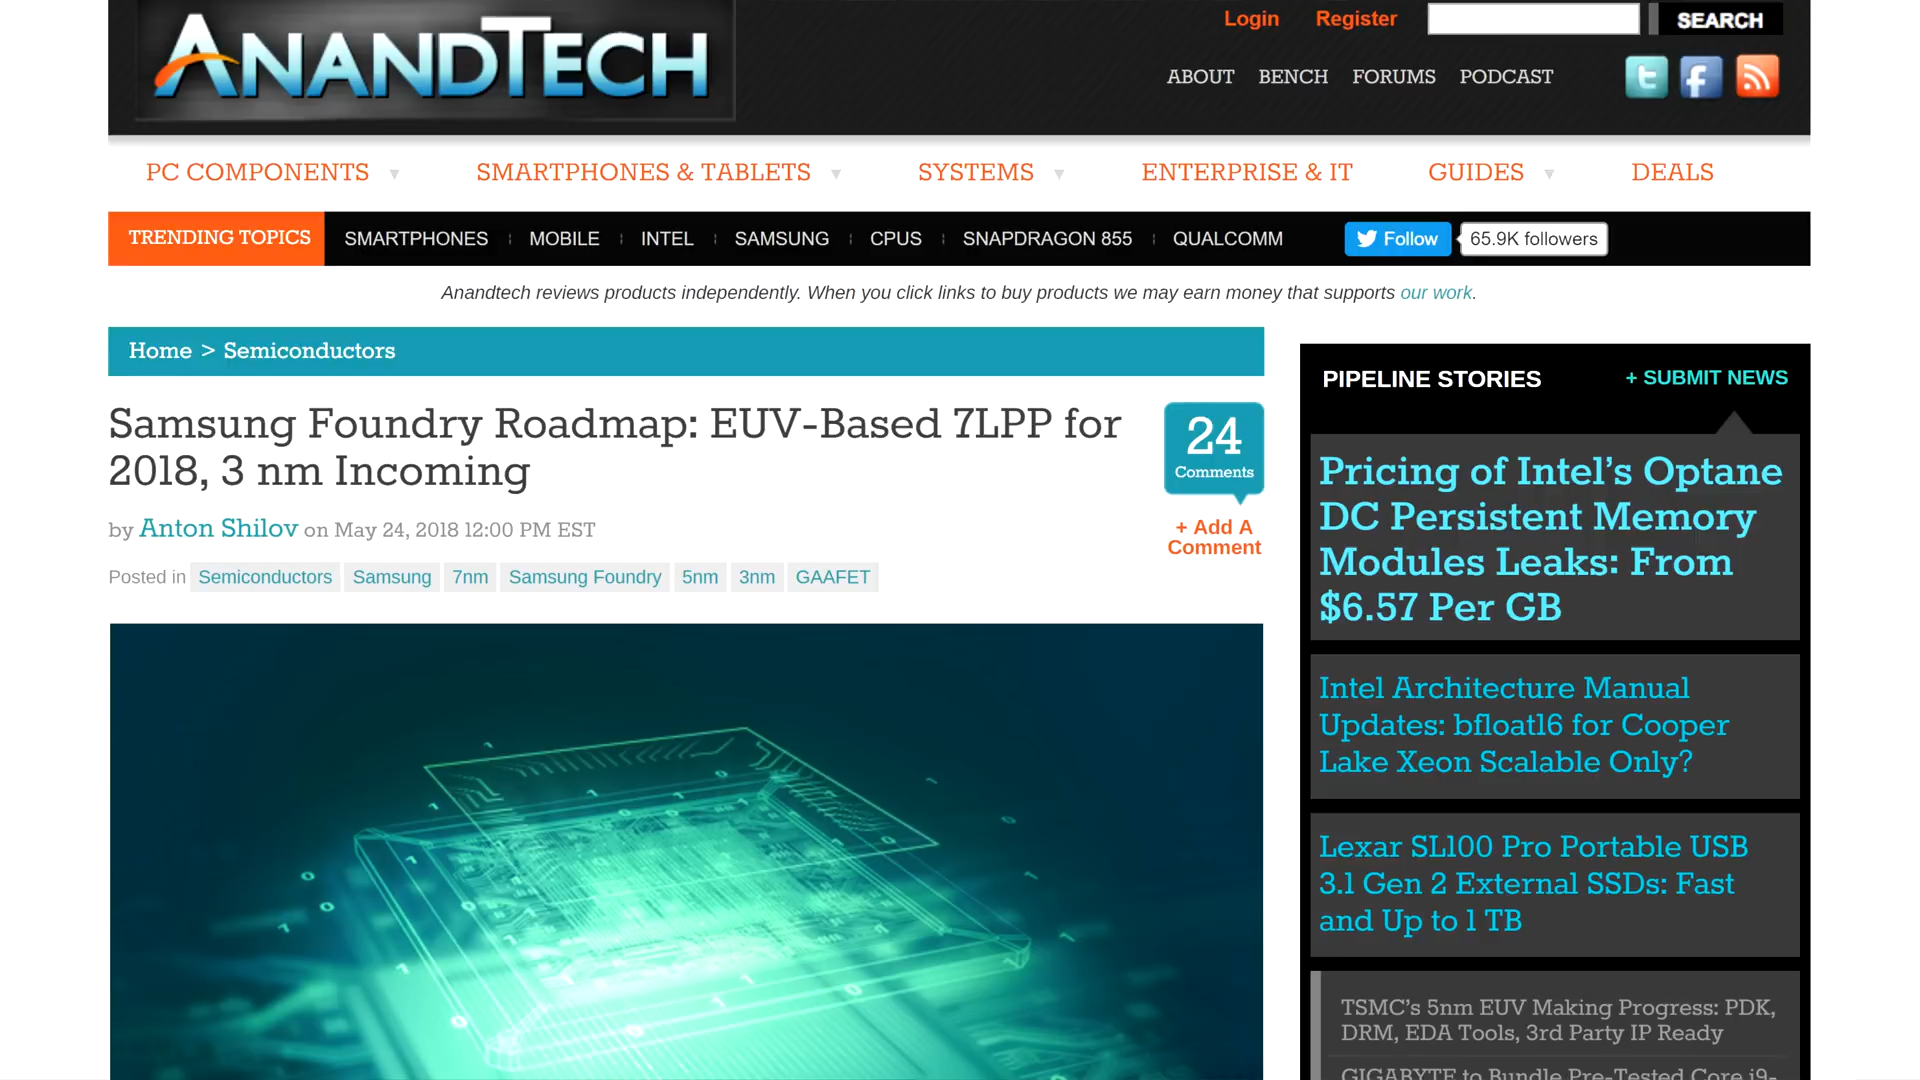 ANANDTECH
Login Register SEARCH
ABOUT BENCH FORUMS PODCAST
PC COMPONENTS SMARTPHONES & TABLETS SYSTEMS ENTERPRISE & IT GUIDES DEALS
TRENDING TOPICS SMARTPHONES MOBILE INTEL SAMSUNG CPUS SNAPDRAGON 855 QUALCOMM Follow 65.9K followers
Anandtech reviews products independently. When you click links to buy products we may earn money that supports our work.
Home > Semiconductors
Samsung Foundry Roadmap: EUV-Based 7LPP for
2018, 3 nm Incoming
24
Comments
+ Add A
Comment
by Anton Shilov on May 24, 2018 12:00 PM EST
Posted in Semiconductors Samsung 7nm Samsung Foundry 5nm 3nm GAAFET
PIPELINE STORIES + SUBMIT NEWS
Pricing of Intel's Optane
DC Persistent Memory
Modules Leaks: From
$6.57 Per GB
Intel Architecture Manual
Updates: bfloat16 for Cooper
Lake Xeon Scalable Only?
Lexar SL100 Pro Portable USB
3.1 Gen 2 External SSDs: Fast
and Up to 1 TB
TSMC's 5nm EUV Making Progress: PDK,
DRM, EDA Tools, 3rd Party IP Ready
GIGABYTE to Bundle Pre-Tested Core i9-